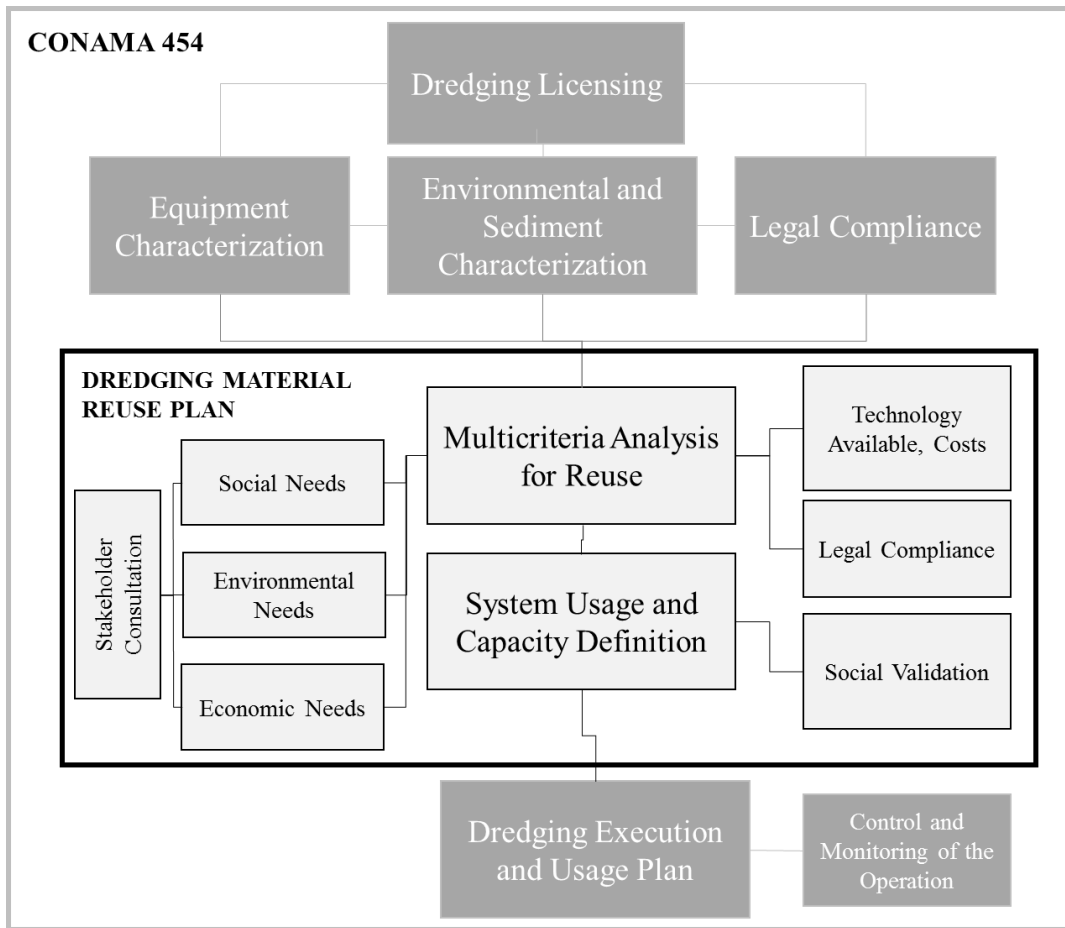 CONAMA 454
Dredging Licensing
Equipment
Characterization
Environmental and
Sediment
Characterization
Legal Compliance
DREDGING MATERIAL
REUSE PLAN
Stakeholder
Consultation
Social Needs
Environmental
Needs
Economic Needs
Multicriteria Analysis
for Reuse
System Usage and
Capacity Definition
Technology
Available, Costs
Legal Compliance
Social Validation
Dredging Execution
and Usage Plan
Control and
Monitoring of the
Operation